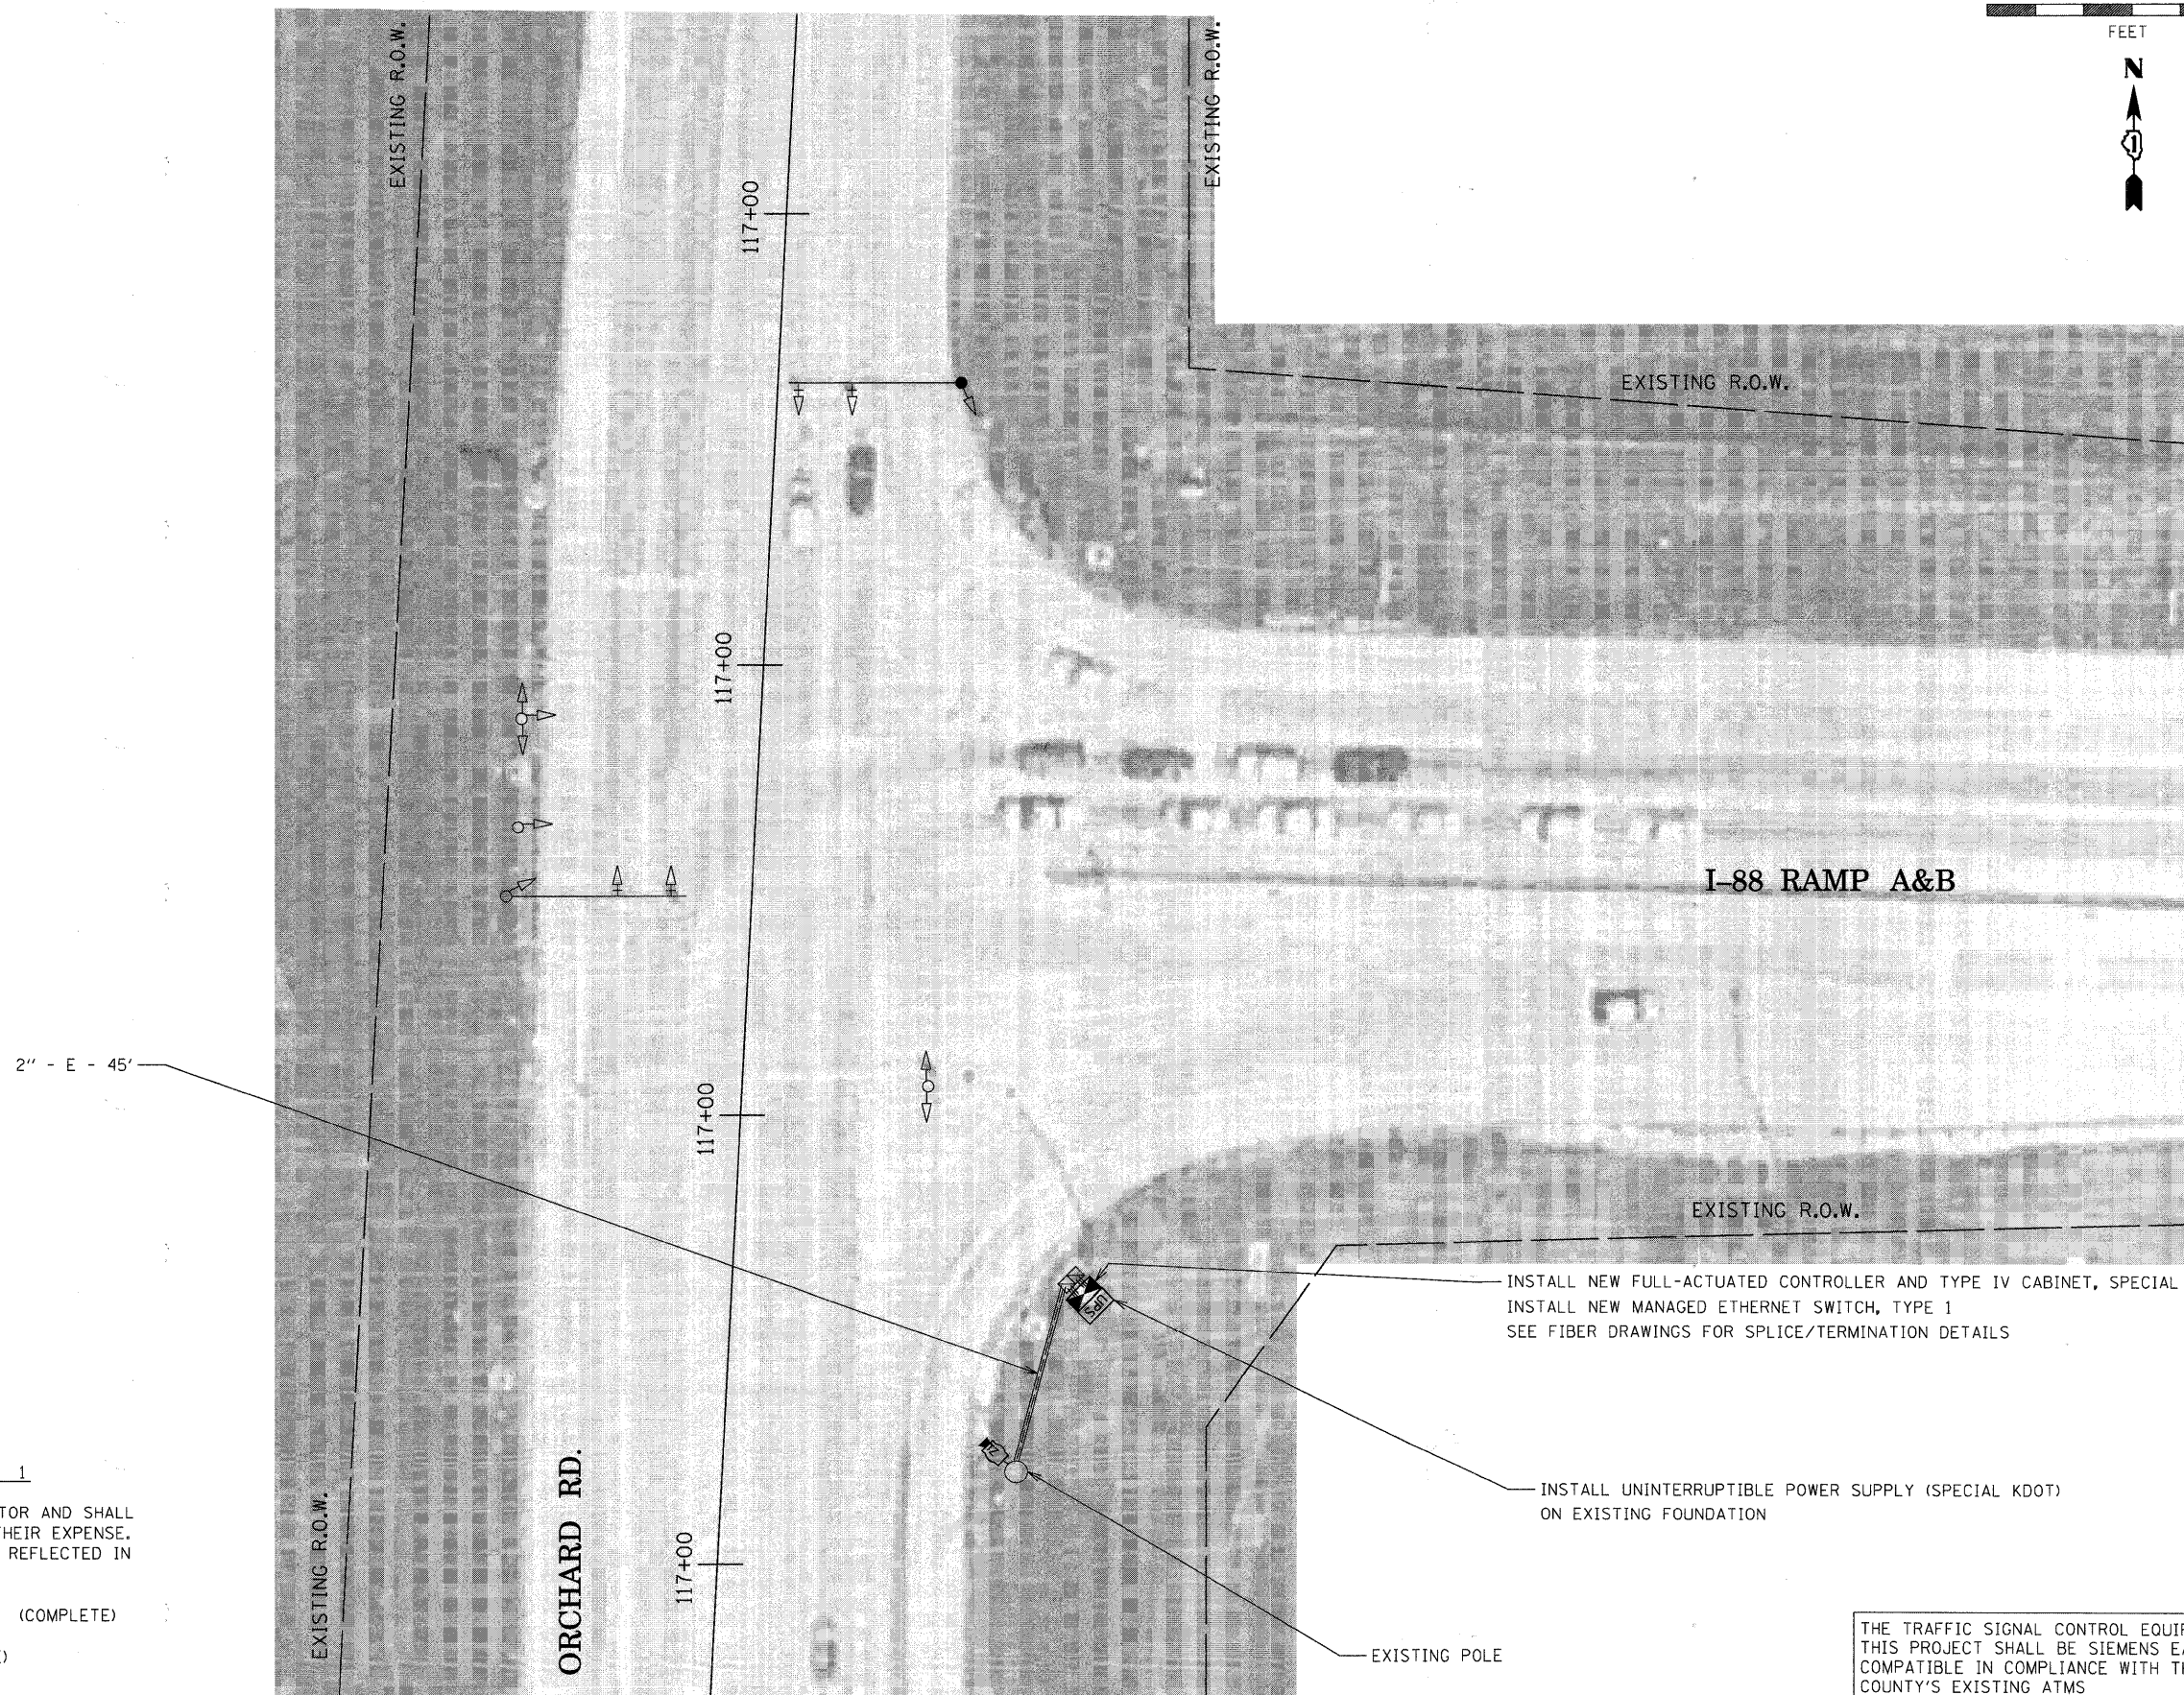 FEET
N
1
EXISTING R.O.W.
EXISTING R.O.W.
117+00
EXISTING R.O.W.
117+00
I-88 RAMP A&B
2" - E - 45'
117+00
EXISTING R.O.W.
UPS
INSTALL NEW FULL-ACTUATED CONTROLLER AND TYPE IV CABINET, SPECIAL
INSTALL NEW MANAGED ETHERNET SWITCH, TYPE 1
SEE FIBER DRAWINGS FOR SPLICE/TERMINATION DETAILS
1
TOR AND SHALL
THEIR EXPENSE.
REFLECTED IN
(COMPLETE)
INSTALL UNINTERRUPTIBLE POWER SUPPLY (SPECIAL KDOT)
ON EXISTING FOUNDATION
EXISTING R.O.W.
ORCHARD RD.
117+00
EXISTING POLE
THE TRAFFIC SIGNAL CONTROL
THIS PROJECT SHALL BE SIEMENS
COMPATIBLE IN COMPLIANCE WITH
COUNTY'S EXISTING ATMS